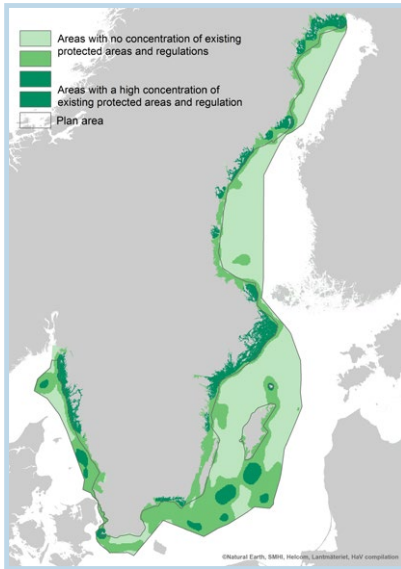 Areas with no concentration of existing
protected areas and regulations
Areas with a high concentration of
existing protected areas and regulation
Plan area
©Natural Earth, SMHI, Helcom, Lantmäteriet, HaV compilation